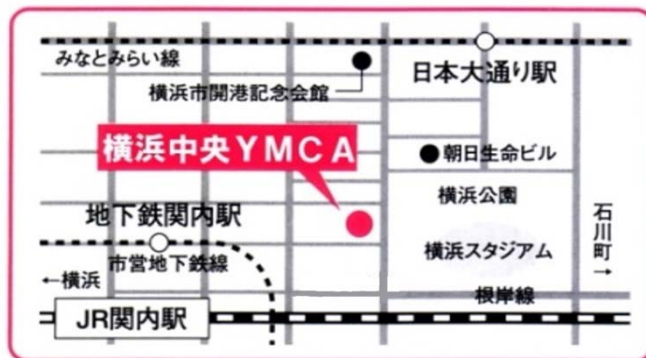 みなとみらい線
日本大通り駅
横浜市開港記念会館
横浜中央YMCA
朝日生命ビル
横浜公園
地下鉄関内駅
石川町→
横浜スタジアム
市営地下鉄線
←横浜
根岸線
JR関内駅